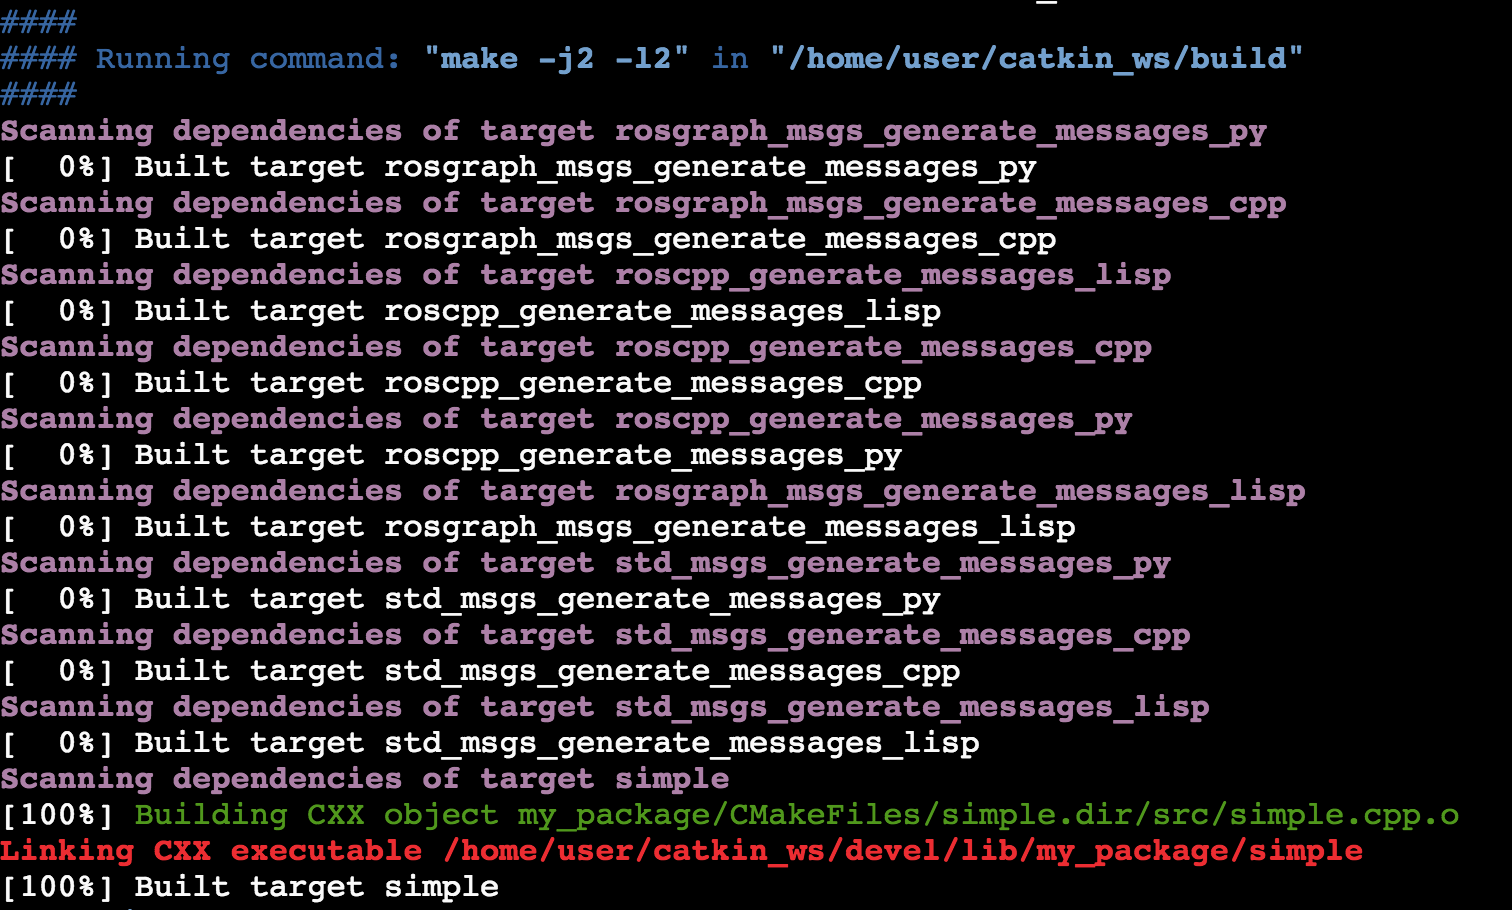 ####
#### Running command: "make -j2 -l2" in "/home/user/catkin_ws/build"
####
Scanning dependencies of target rosgraph_msgs_generate_messages_py
[  0%] Built target rosgraph_msgs_generate_messages_py
Scanning dependencies of target rosgraph_msgs_generate_messages_cpp
[  0%] Built target rosgraph_msgs_generate_messages_cpp
Scanning dependencies of target roscpp_generate_messages_lisp
[  0%] Built target roscpp_generate_messages_lisp
Scanning dependencies of target roscpp_generate_messages_cpp
[  0%] Built target roscpp_generate_messages_cpp
Scanning dependencies of target roscpp_generate_messages_py
[  0%] Built target roscpp_generate_messages_py
Scanning dependencies of target rosgraph_msgs_generate_messages_lisp
[  0%] Built target rosgraph_msgs_generate_messages_lisp
Scanning dependencies of target std_msgs_generate_messages_py
[  0%] Built target std_msgs_generate_messages_py
Scanning dependencies of target std_msgs_generate_messages_cpp
[  0%] Built target std_msgs_generate_messages_cpp
Scanning dependencies of target std_msgs_generate_messages_lisp
[  0%] Built target std_msgs_generate_messages_lisp
Scanning dependencies of target simple
[100%] Building CXX object my_package/CMakeFiles/simple.dir/src/simple.cpp.o
Linking CXX executable /home/user/catkin_ws/devel/lib/my_package/simple
[100%] Built target simple